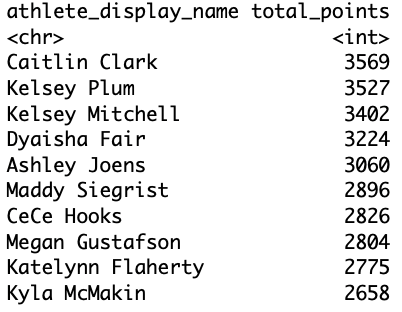 athlete_display_name total_points
<chr> <int>
Caitlin Clark 3569
Kelsey Plum 3527
Kelsey Mitchell 3402
Dyaisha Fair 3224
Ashley Joens 3060
Maddy Siegrist 2896
CeCe Hooks 2826
Megan Gustafson 2804
Katelynn Flaherty 2775
Kyla McMakin 2658